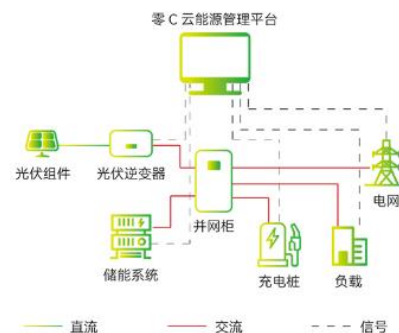 零 C 云能源管理平台
光伏组件
光伏逆变器
并网柜
电网
储能系统
充电桩
负载
直流
交流
信号